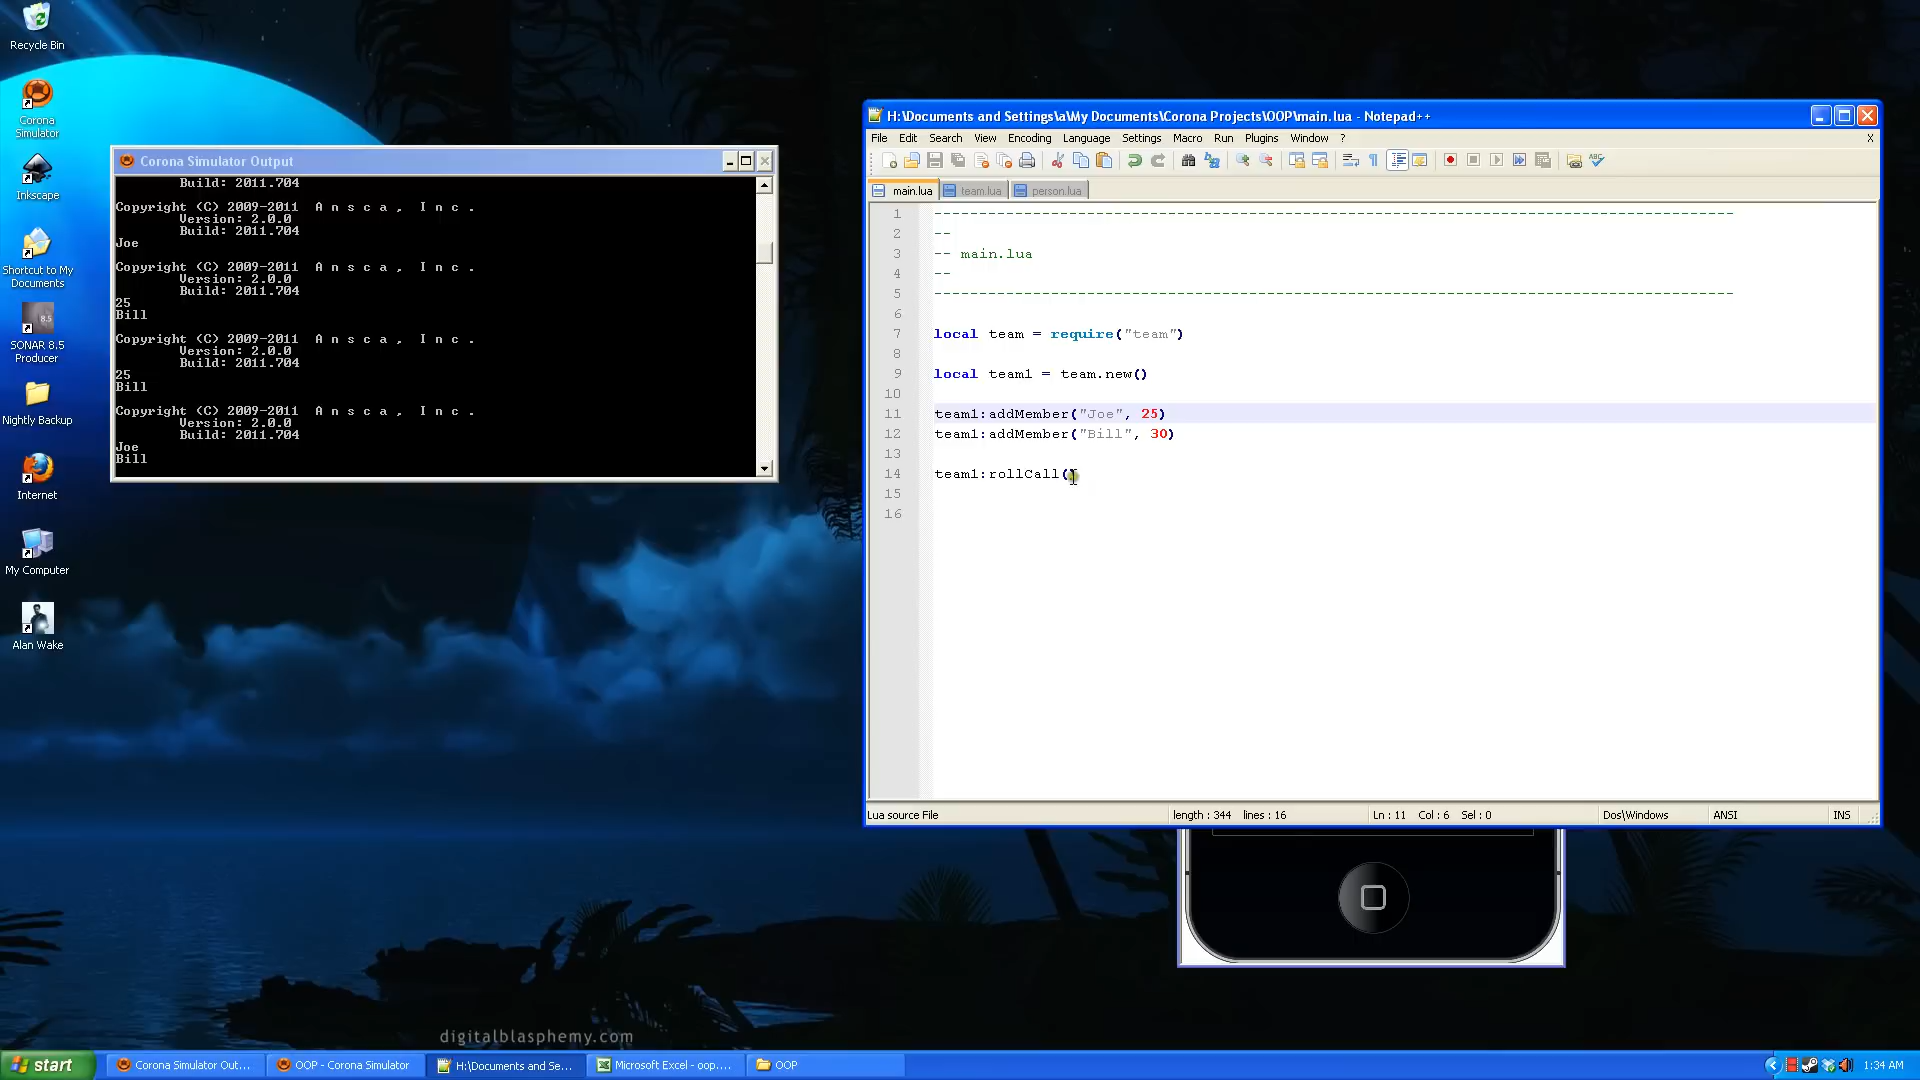 Recycle Bin
Corona
Simulator
Inkscape
Shortcut to My
Documents
8.5
SONAR 8.5
Producer
Nightly Backup
Internet
My Computer
Alan Wake
Corona Simulator Output
Build: 2011.704
Copyright (C) 2009-2011  A n s c a ,  I n c .
Version: 2.0.0
Build: 2011.704
Joe
Copyright (C) 2009-2011  A n s c a ,  I n c .
Version: 2.0.0
Build: 2011.704
25
Bill
Copyright (C) 2009-2011  A n s c a ,  I n c .
Version: 2.0.0
Build: 2011.704
25
Bill
Copyright (C) 2009-2011  A n s c a ,  I n c .
Version: 2.0.0
Build: 2011.704
Joe
Bill
H:\Documents and Settings\a\My Documents\Corona Projects\OOP\main.lua - Notepad++
File Edit Search View Encoding Language Settings Macro Run Plugins Window ? X
main.lua team.lua person.lua
1 -----------------------------------------------------------------------------------------
2 --
3 -- main.lua
4 --
5 -----------------------------------------------------------------------------------------
6
7 local team = require("team")
8
9 local team1 = team.new()
10
11 team1:addMember("Joe", 25)
12 team1:addMember("Bill", 30)
13
14 team1:rollCall()
15
16
Lua source File length : 344 lines : 16 Ln : 11 Col : 6 Sel : 0 Dos\Windows ANSI INS
digitalblasphemy.com
start Corona Simulator Out... OOP - Corona Simulator H:\Documents and Se... Microsoft Excel - oop.... OOP 1:34 AM